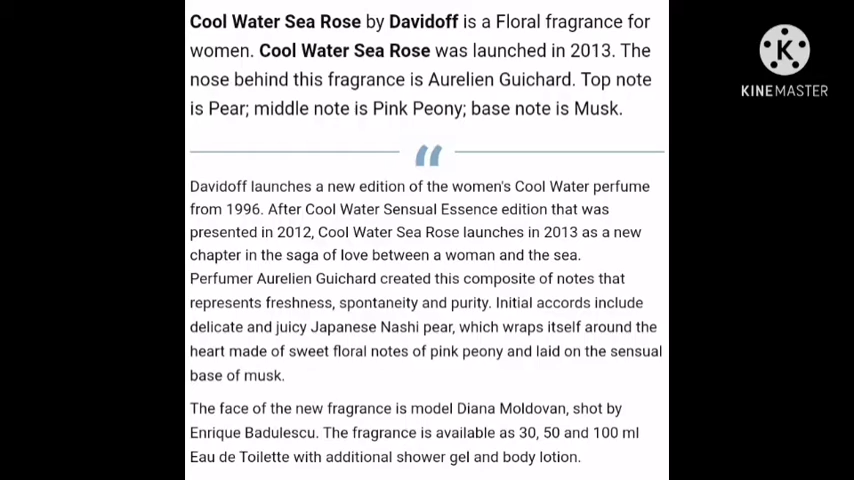 Cool Water Sea Rose by Davidoff is a Floral fragrance for
women. Cool Water Sea Rose was launched in 2013. The
nose behind this fragrance is Aurelien Guichard. Top note
is Pear; middle note is Pink Peony; base note is Musk.
Davidoff launches a new edition of the women's Cool Water perfume
from 1996. After Cool Water Sensual Essence edition that was
presented in 2012, Cool Water Sea Rose launches in 2013 as a new
chapter in the saga of love between a woman and the sea.
Perfumer Aurelien Guichard created this composite of notes that
represents freshness, spontaneity and purity. Initial accords include
delicate and juicy Japanese Nashi pear, which wraps itself around the
heart made of sweet floral notes of pink peony and laid on the sensual
base of musk.
The face of the new fragrance is model Diana Moldovan, shot by
Enrique Badulescu. The fragrance is available as 30, 50 and 100 ml
Eau de Toilette with additional shower gel and body lotion.
K
KINEMASTER